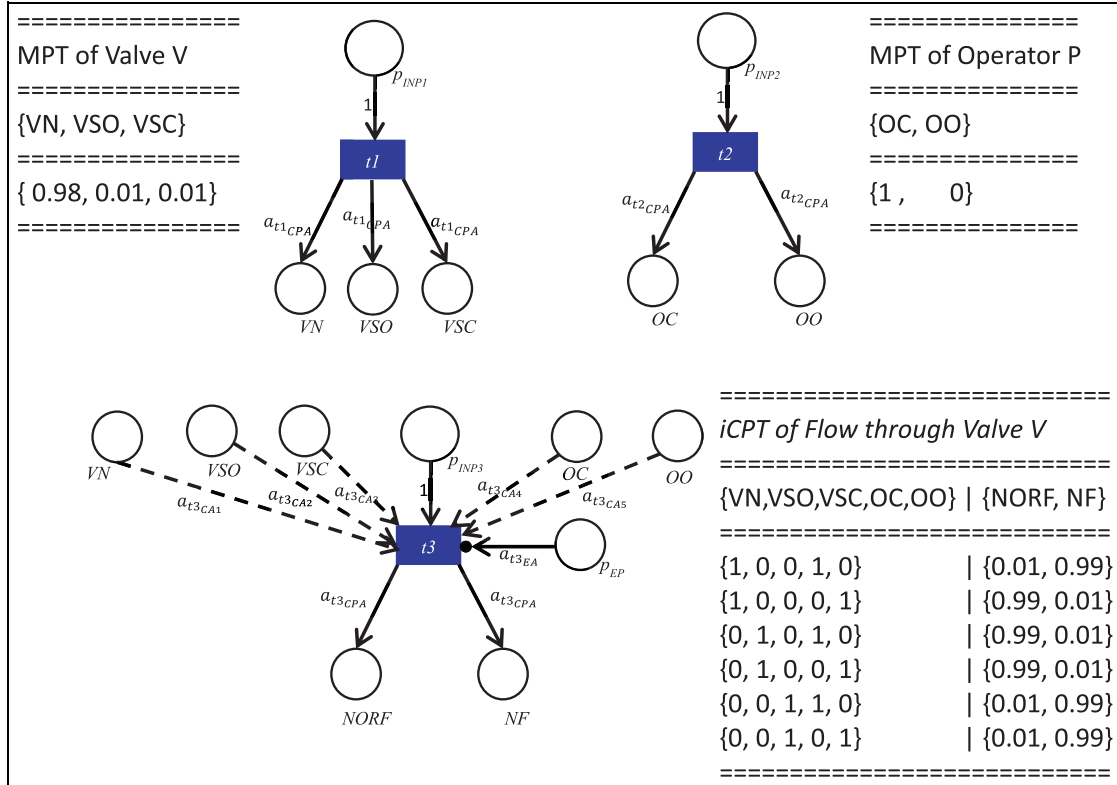 ================
MPT of Valve V
================
{VN, VSO, VSC}
================
{ 0.98, 0.01, 0.01}
================
p_INP1
1
t1
a_t1_CPA a_t1_CPA a_t1_CPA
VN VSO VSC
p_INP2
1
t2
a_t2_CPA a_t2_CPA
OC OO
===============
MPT of Operator P
===============
{OC, OO}
===============
{1 , 0}
===============
VN VSO VSC p_INP3 OC OO
a_t3_CA1 a_t3_CA2 a_t3_CA3 1 a_t3_CA4 a_t3_CA5
t3
a_t3_EA p_EP
a_t3_CPA a_t3_CPA
NORF NF
============================
iCPT of Flow through Valve V
============================
{VN,VSO,VSC,OC,OO} | {NORF, NF}
============================
{1, 0, 0, 1, 0} | {0.01, 0.99}
{1, 0, 0, 0, 1} | {0.99, 0.01}
{0, 1, 0, 1, 0} | {0.99, 0.01}
{0, 1, 0, 0, 1} | {0.99, 0.01}
{0, 0, 1, 1, 0} | {0.01, 0.99}
{0, 0, 1, 0, 1} | {0.01, 0.99}
============================